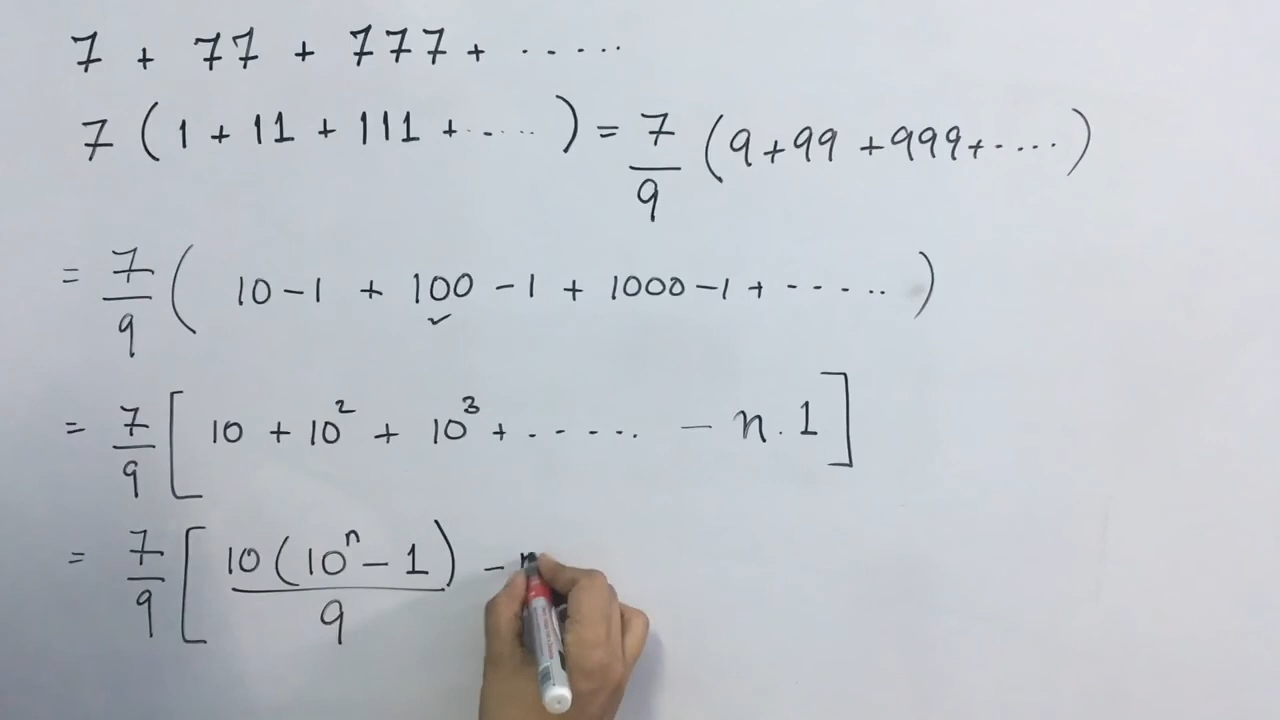 7 + 77 + 777 + .....
7 ( 1 + 11 + 111 + ..... ) = 7/9 ( 9 + 99 + 999 + .... )
= 7/9 ( 10 - 1 + 100 - 1 + 1000 - 1 + ..... )
= 7/9 [ 10 + 10² + 10³ + ..... - n . 1 ]
= 7/9 [ 10 ( 10ⁿ - 1 ) / 9 -